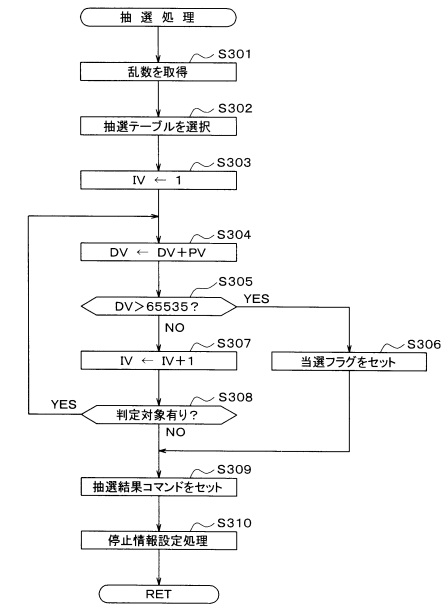 抽選処理
S301
乱数を取得
S302
抽選テーブルを選択
S303
IV ← 1
S304
DV ← DV+PV
S305
DV＞65535？
YES
NO
S306
当選フラグをセット
S307
IV ← IV+1
S308
判定対象有り？
YES
NO
S309
抽選結果コマンドをセット
S310
停止情報設定処理
RET